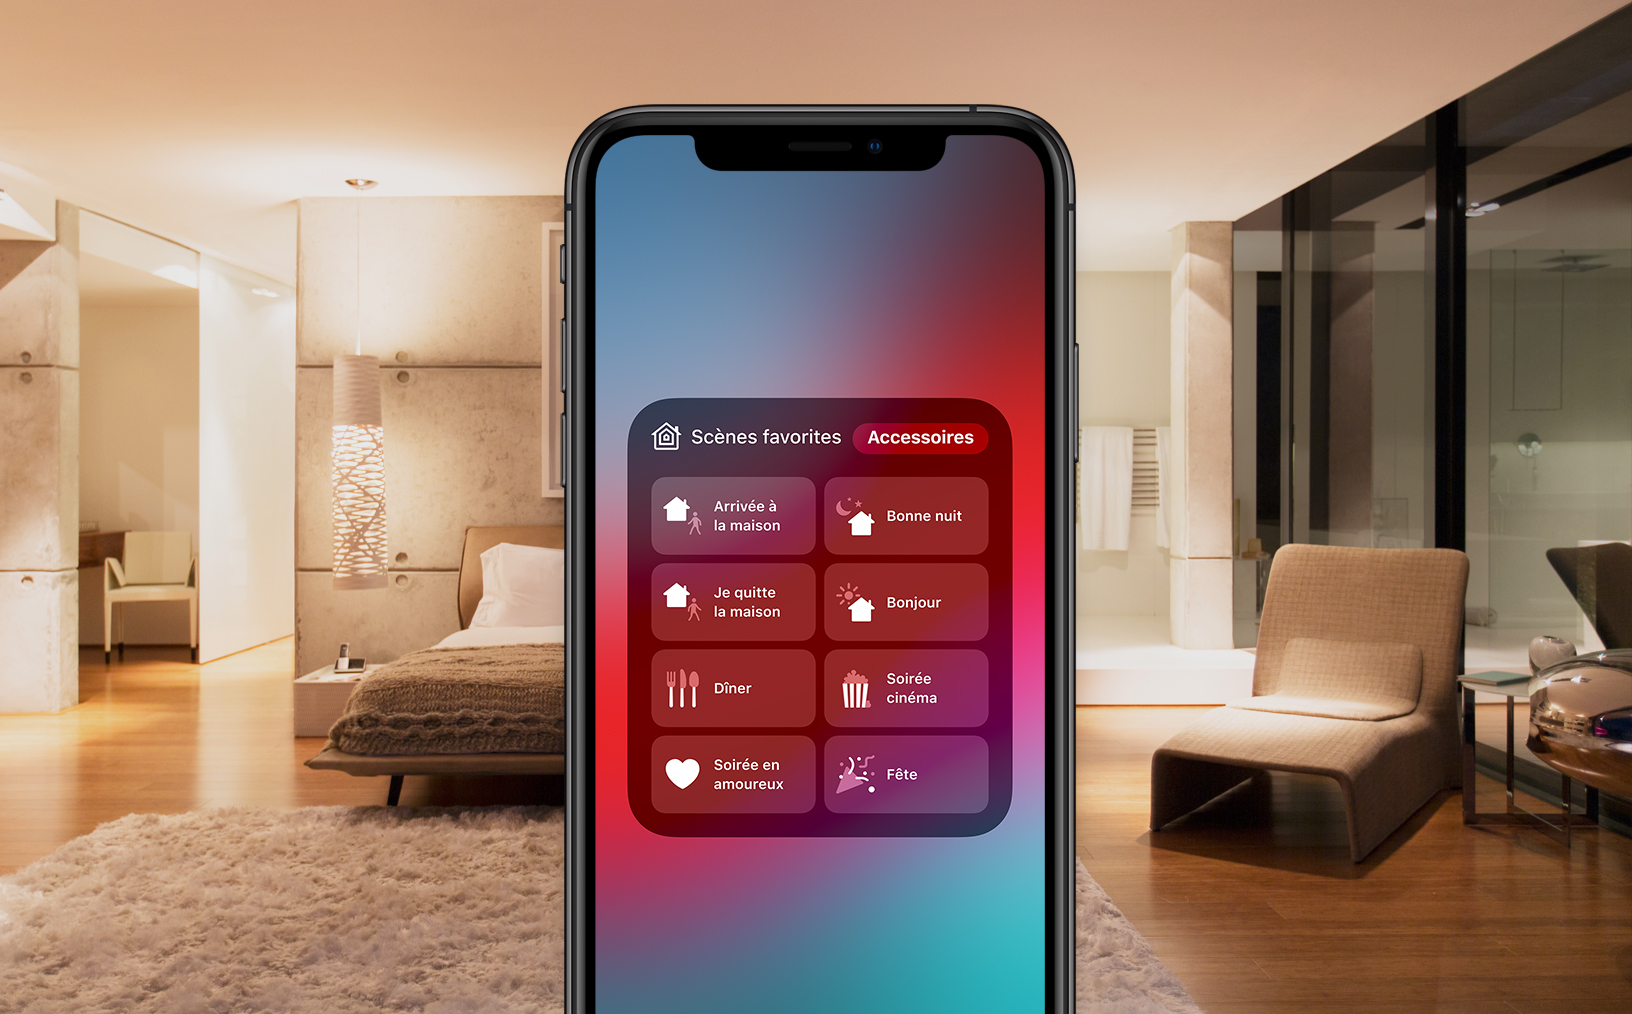 Scènes favorites Accessoires
Arrivée à
la maison
Bonne nuit
Je quitte
la maison
Bonjour
Dîner
Soirée
cinéma
Soirée en
amoureux
Fête